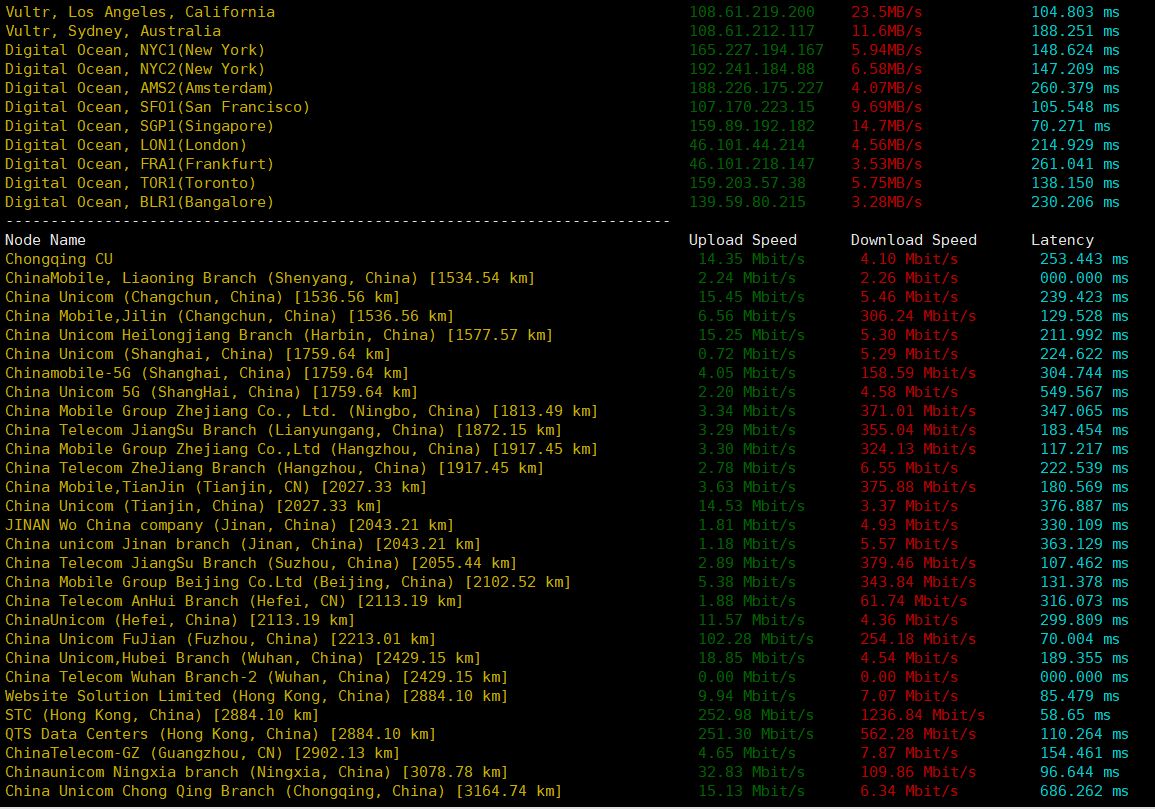 Vultr, Los Angeles, California 108.61.219.200 23.5MB/s 104.803 ms
Vultr, Sydney, Australia 108.61.212.117 11.6MB/s 188.251 ms
Digital Ocean, NYC1(New York) 165.227.194.167 5.94MB/s 148.624 ms
Digital Ocean, NYC2(New York) 192.241.184.88 6.58MB/s 147.209 ms
Digital Ocean, AMS2(Amsterdam) 188.226.175.227 4.07MB/s 260.379 ms
Digital Ocean, SFO1(San Francisco) 107.170.223.15 9.69MB/s 105.548 ms
Digital Ocean, SGP1(Singapore) 159.89.192.182 14.7MB/s 70.271 ms
Digital Ocean, LON1(London) 46.101.44.214 4.56MB/s 214.929 ms
Digital Ocean, FRA1(Frankfurt) 46.101.218.147 3.53MB/s 261.041 ms
Digital Ocean, TOR1(Toronto) 159.203.57.38 5.75MB/s 138.150 ms
Digital Ocean, BLR1(Bangalore) 139.59.80.215 3.28MB/s 230.206 ms
--------------------------------------------------------------------------
Node Name Upload Speed Download Speed Latency
Chongqing CU 14.35 Mbit/s 4.10 Mbit/s 253.443 ms
ChinaMobile, Liaoning Branch (Shenyang, China) [1534.54 km] 2.24 Mbit/s 2.26 Mbit/s 000.000 ms
China Unicom (Changchun, China) [1536.56 km] 15.45 Mbit/s 5.46 Mbit/s 239.423 ms
China Mobile,Jilin (Changchun, China) [1536.56 km] 6.56 Mbit/s 306.24 Mbit/s 129.528 ms
China Unicom Heilongjiang Branch (Harbin, China) [1577.57 km] 15.25 Mbit/s 5.30 Mbit/s 211.992 ms
China Unicom (Shanghai, China) [1759.64 km] 0.72 Mbit/s 5.29 Mbit/s 224.622 ms
Chinamobile-5G (Shanghai, China) [1759.64 km] 4.05 Mbit/s 158.59 Mbit/s 304.744 ms
China Unicom 5G (ShangHai, China) [1759.64 km] 2.20 Mbit/s 4.58 Mbit/s 549.567 ms
China Mobile Group Zhejiang Co., Ltd. (Ningbo, China) [1813.49 km] 3.34 Mbit/s 371.01 Mbit/s 347.065 ms
China Telecom JiangSu Branch (Lianyungang, China) [1872.15 km] 3.29 Mbit/s 355.04 Mbit/s 183.454 ms
China Mobile Group Zhejiang Co.,Ltd (Hangzhou, China) [1917.45 km] 3.30 Mbit/s 324.13 Mbit/s 117.217 ms
China Telecom ZheJiang Branch (Hangzhou, China) [1917.45 km] 2.78 Mbit/s 6.55 Mbit/s 222.539 ms
China Mobile,TianJin (Tianjin, CN) [2027.33 km] 3.63 Mbit/s 375.88 Mbit/s 180.569 ms
China Unicom (Tianjin, China) [2027.33 km] 14.53 Mbit/s 3.37 Mbit/s 376.887 ms
JINAN Wo China company (Jinan, China) [2043.21 km] 1.81 Mbit/s 4.93 Mbit/s 330.109 ms
China unicom Jinan branch (Jinan, China) [2043.21 km] 1.18 Mbit/s 5.57 Mbit/s 363.129 ms
China Telecom JiangSu Branch (Suzhou, China) [2055.44 km] 2.89 Mbit/s 379.46 Mbit/s 107.462 ms
China Mobile Group Beijing Co.Ltd (Beijing, China) [2102.52 km] 5.38 Mbit/s 343.84 Mbit/s 131.378 ms
China Telecom AnHui Branch (Hefei, CN) [2113.19 km] 1.88 Mbit/s 61.74 Mbit/s 316.073 ms
ChinaUnicom (Hefei, China) [2113.19 km] 11.57 Mbit/s 4.36 Mbit/s 299.809 ms
China Unicom FuJian (Fuzhou, China) [2213.01 km] 102.28 Mbit/s 254.18 Mbit/s 70.004 ms
China Unicom,Hubei Branch (Wuhan, China) [2429.15 km] 18.85 Mbit/s 4.54 Mbit/s 189.355 ms
China Telecom Wuhan Branch-2 (Wuhan, China) [2429.15 km] 0.00 Mbit/s 0.00 Mbit/s 000.000 ms
Website Solution Limited (Hong Kong, China) [2884.10 km] 9.94 Mbit/s 7.07 Mbit/s 85.479 ms
STC (Hong Kong, China) [2884.10 km] 252.98 Mbit/s 1236.84 Mbit/s 58.65 ms
QTS Data Centers (Hong Kong, China) [2884.10 km] 251.30 Mbit/s 562.28 Mbit/s 110.264 ms
ChinaTelecom-GZ (Guangzhou, CN) [2902.13 km] 4.65 Mbit/s 7.87 Mbit/s 154.461 ms
Chinaunicom Ningxia branch (Ningxia, China) [3078.78 km] 32.83 Mbit/s 109.86 Mbit/s 96.644 ms
China Unicom Chong Qing Branch (Chongqing, China) [3164.74 km] 15.13 Mbit/s 6.34 Mbit/s 686.262 ms